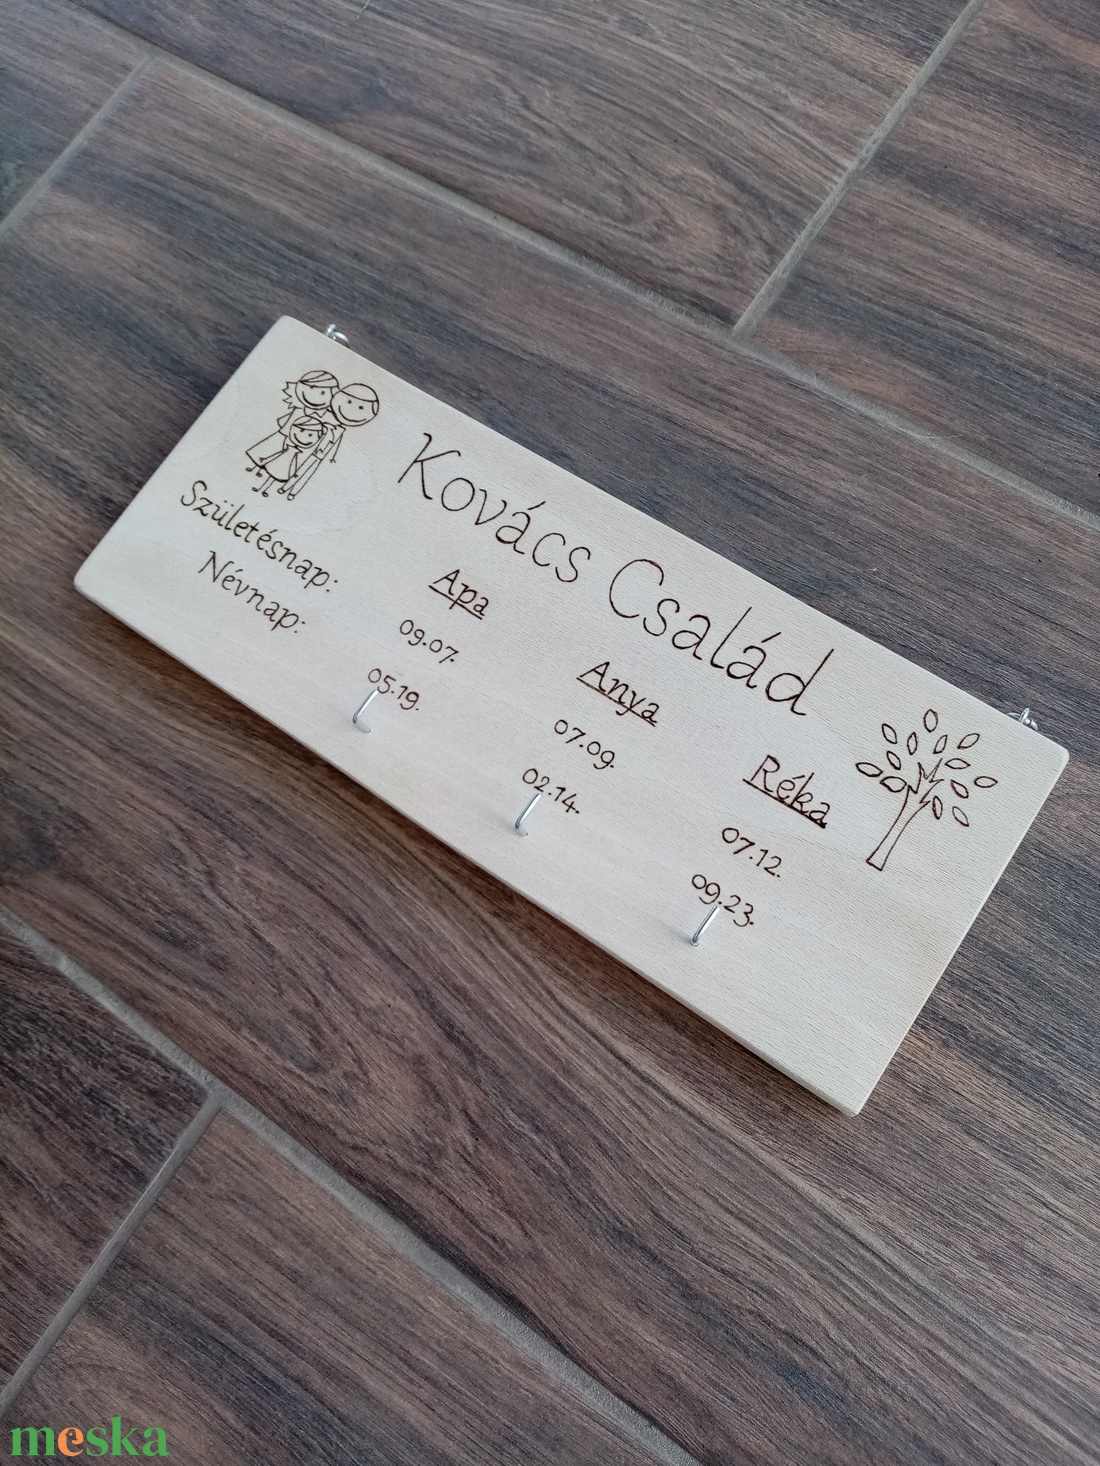 Kovács Család
Apa Anya Réka
Születésnap: 09.07. 07.09. 07.12.
Névnap: 05.19. 02.14. 09.23.
meska